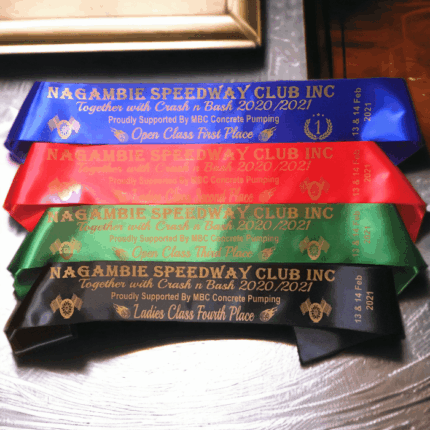 NAGAMBIE SPEEDWAY CLUB INC
Together with Crash n Bash 2020/2021
Proudly Supported By MBC Concrete Pumping
Open Class First Place
1
13 & 14 Feb
2021
NAGAMBIE SPEEDWAY CLUB INC
Together with Crash n Bash 2020/2021
Proudly Supported By MBC Concrete Pumping
Place
13 & 14 Feb
2021
NAGAMBIE SPEEDWAY CLUB INC
Together with Crash n Bash 2020/2021
Proudly Supported By MBC Concrete Pumping
Open Class Third Place
2021
NAGAMBIE SPEEDWAY CLUB INC
Together with Crash n Bash 2020/2021
Proudly Supported By MBC Concrete Pumping
Ladies Class Fourth Place
13 & 14 Feb
2021